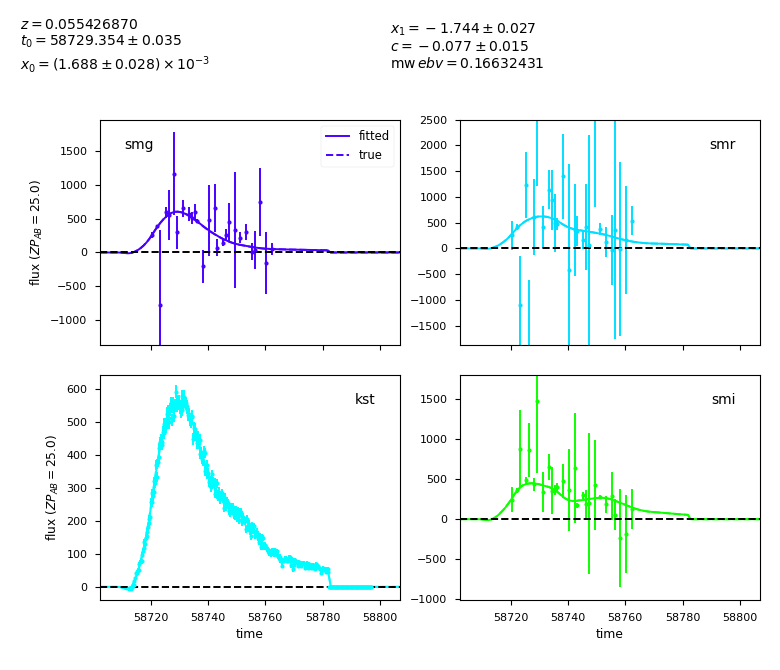 z = 0.055426870
t₀ = 58729.354 ± 0.035
x₀ = (1.688 ± 0.028) × 10⁻³
x₁ = −1.744 ± 0.027
c = −0.077 ± 0.015
mw ebv = 0.16632431
smg
fitted
true
1500
1000
500
0
−500
−1000
flux (ZP_AB = 25.0)
smr
2500
2000
1500
1000
500
0
−500
−1000
−1500
kst
600
500
400
300
200
100
0
flux (ZP_AB = 25.0)
58720 58740 58760 58780 58800
time
smi
1500
1000
500
0
−500
−1000
58720 58740 58760 58780 58800
time